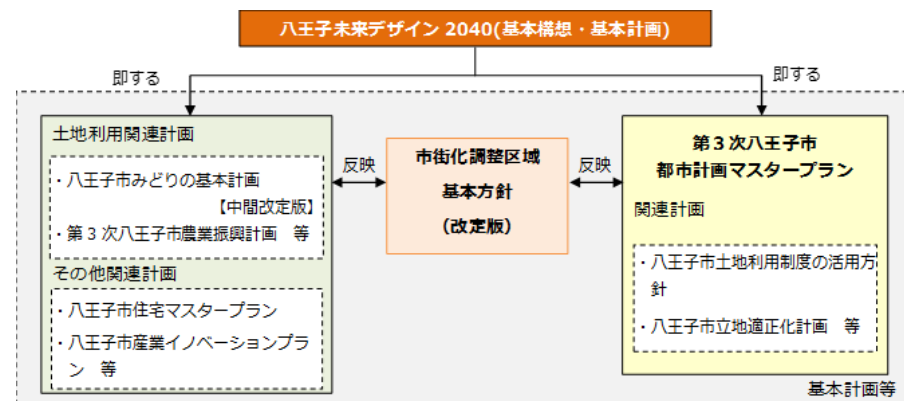 八王子未来デザイン 2040(基本構想・基本計画)
即する
即する
土地利用関連計画
・八王子市みどりの基本計画
【中間改定版】
・第３次八王子市農業振興計画　等
その他関連計画
・八王子市住宅マスタープラン
・八王子市産業イノベーションプラ
ン　等
反映
市街化調整区域
基本方針
(改定版)
反映
第３次八王子市
都市計画マスタープラン
関連計画
・八王子市土地利用制度の活用方
針
・八王子市立地適正化計画　等
基本計画等